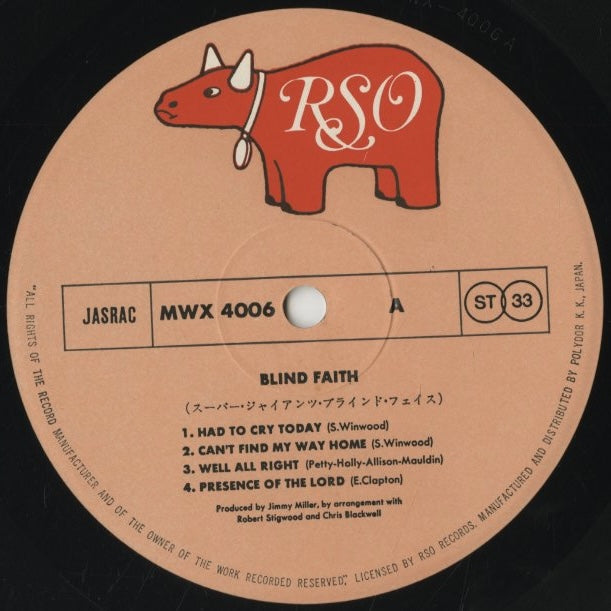 MWX-4006A
RSO
JASRAC MWX 4006 A ST 33
BLIND FAITH
(スーパー・ジャイアンツ・ブラインド・フェイス)
1. HAD TO CRY TODAY (S.Winwood)
2. CAN'T FIND MY WAY HOME (S.Winwood)
3. WELL ALL RIGHT (Petty-Holly-Allison-Mauldin)
4. PRESENCE OF THE LORD (E.Clapton)
Produced by Jimmy Miller, by arrangement with
Robert Stigwood and Chris Blackwell
"ALL RIGHTS OF THE RECORD MANUFACTURER AND OF THE OWNER OF THE WORK RECORDED RESERVED", LICENSED BY RSO RECORDS. MANUFACTURED AND DISTRIBUTED BY POLYDOR K. K., JAPAN.